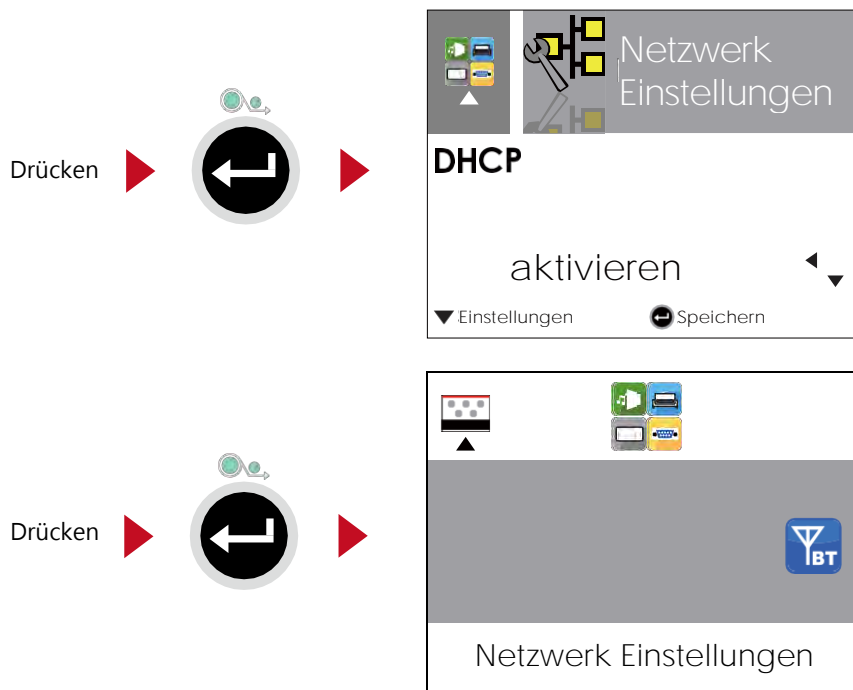 Netzwerk
Einstellungen
Drücken
DHCP
aktivieren
Einstellungen Speichern
Drücken
BT
Netzwerk Einstellungen